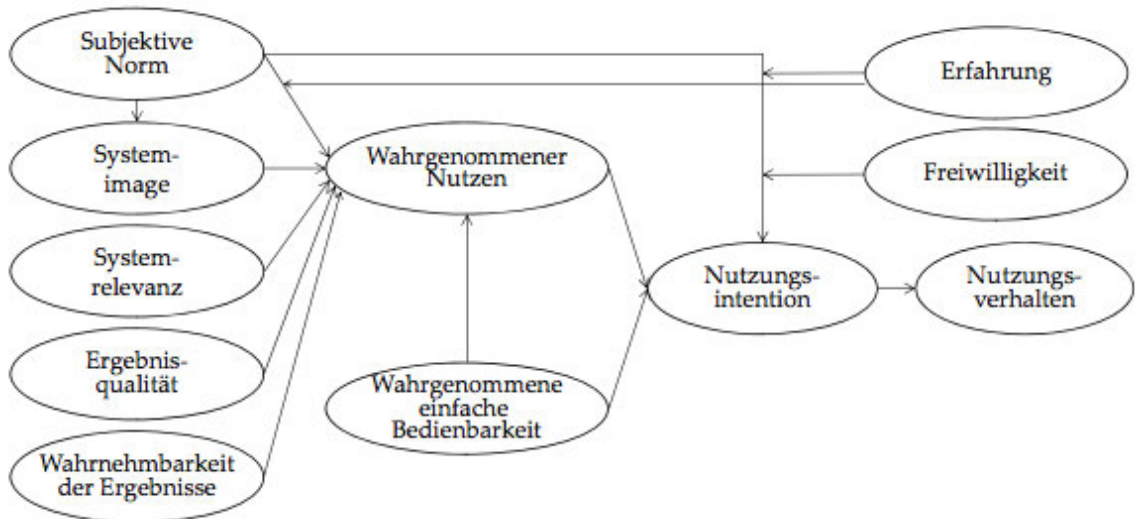 Subjektive
Norm
System-
image
System-
relevanz
Ergebnis-
qualität
Wahrnehmbarkeit
der Ergebnisse
Wahrgenommener
Nutzen
Wahrgenommene
einfache
Bedienbarkeit
Erfahrung
Freiwilligkeit
Nutzungs-
intention
Nutzungs-
verhalten